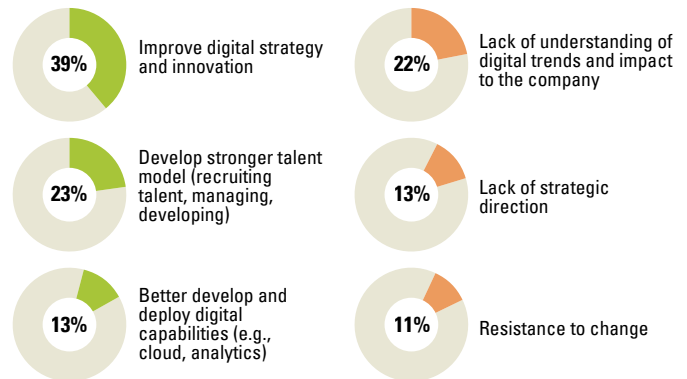 39%
Improve digital strategy
and innovation
23%
Develop stronger talent
model (recruiting
talent, managing,
developing)
13%
Better develop and
deploy digital
capabilities (e.g.,
cloud, analytics)
22%
Lack of understanding of
digital trends and impact
to the company
13%
Lack of strategic
direction
11%
Resistance to change